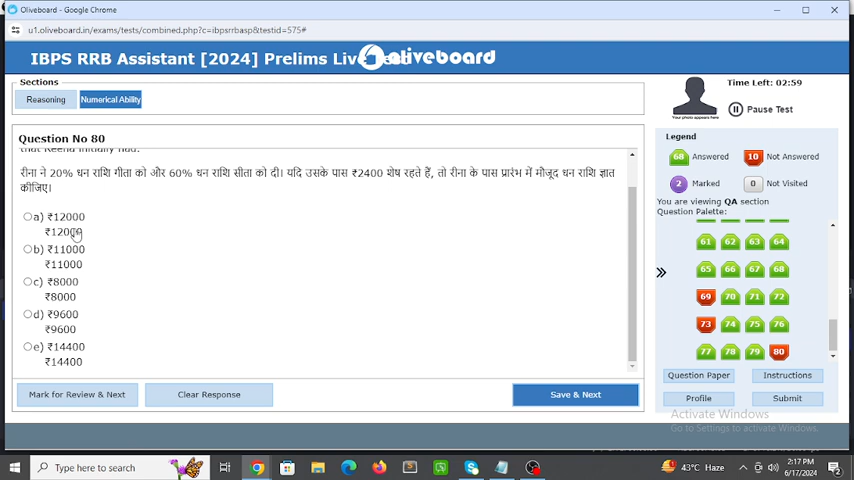 Oliveboard - Google Chrome
u1.oliveboard.in/exams/tests/combined.php?c=ibpsrrbasp&testid=575#
IBPS RRB Assistant [2024] Prelims Live Test
oliveboard
Sections
Reasoning
Numerical Ability
Time Left: 02:59
Your photo appears here
Pause Test
Question No 80
that Reena initially had.
रीना ने 20% धन राशि गीता को और 60% धन राशि सीता को दी। यदि उसके पास ₹2400 शेष रहते हैं, तो रीना के पास प्रारंभ में मौजूद धन राशि ज्ञात
कीजिए।
a) ₹12000
₹12000
b) ₹11000
₹11000
c) ₹8000
₹8000
d) ₹9600
₹9600
e) ₹14400
₹14400
Mark for Review & Next
Clear Response
Save & Next
Legend
68 Answered
10 Not Answered
2 Marked
0 Not Visited
You are viewing QA section
Question Palette:
61 62 63 64
65 66 67 68
69 70 71 72
73 74 75 76
77 78 79 80
Question Paper
Instructions
Profile
Submit
Activate Windows
Go to Settings to activate Windows.
Type here to search
43°C Haze
2:17 PM
6/17/2024
2